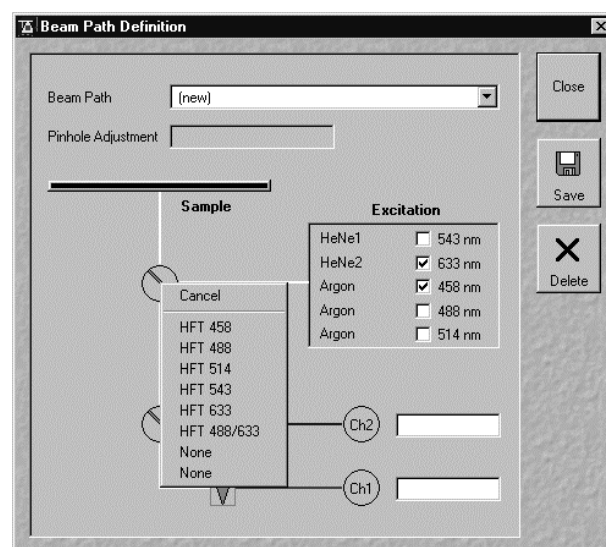 Beam Path Definition
Beam Path (new)
Close
Pinhole Adjustment
Save
Sample
Excitation
HeNe1 543 nm
HeNe2 633 nm
Argon 458 nm
Argon 488 nm
Argon 514 nm
Delete
Cancel
HFT 458
HFT 488
HFT 514
HFT 543
HFT 633
HFT 488/633
None
None
Ch2
Ch1